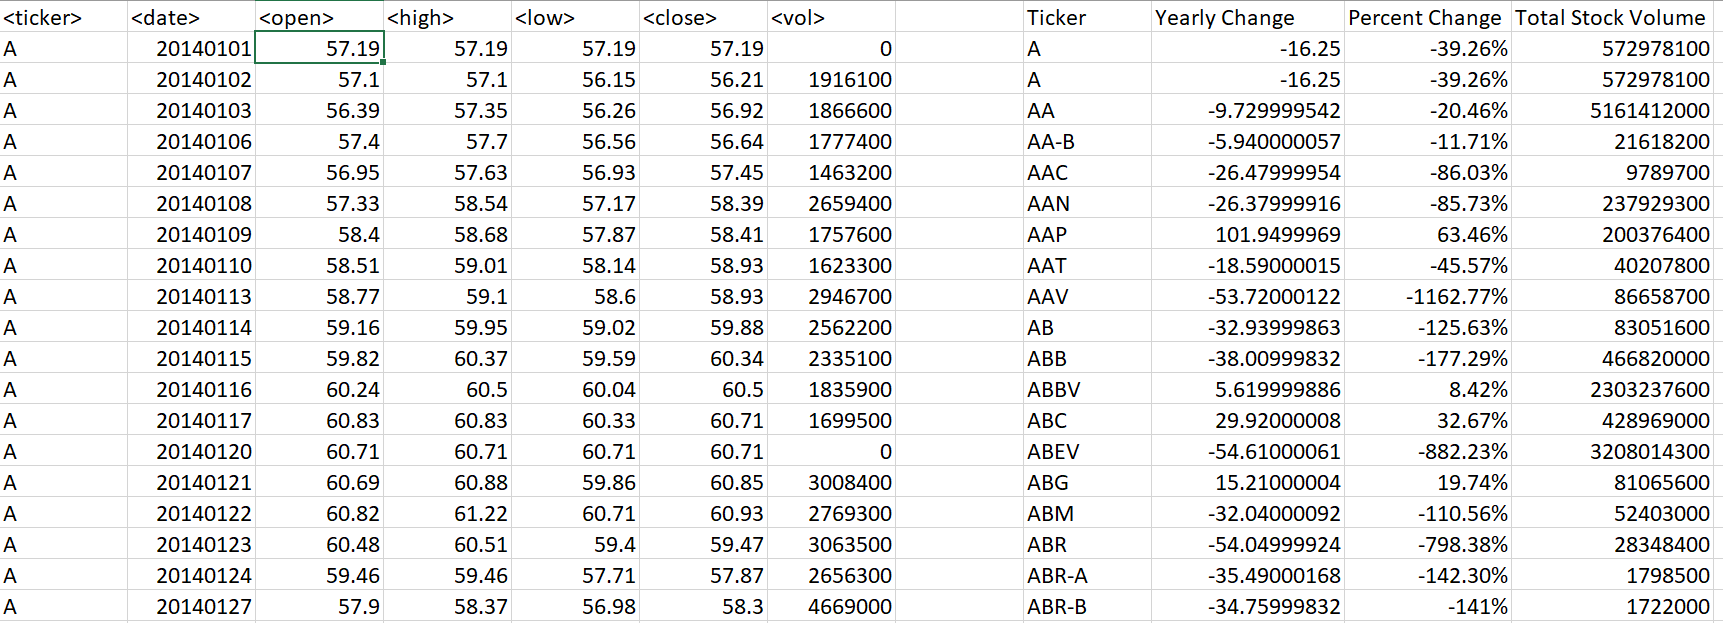 <ticker> <date> <open> <high> <low> <close> <vol> Ticker Yearly Change Percent Change Total Stock Volume
A 20140101 57.19 57.19 57.19 57.19 0 A -16.25 -39.26% 572978100
A 20140102 57.1 57.1 56.15 56.21 1916100 A -16.25 -39.26% 572978100
A 20140103 56.39 57.35 56.26 56.92 1866600 AA -9.729999542 -20.46% 5161412000
A 20140106 57.4 57.7 56.56 56.64 1777400 AA-B -5.940000057 -11.71% 21618200
A 20140107 56.95 57.63 56.93 57.45 1463200 AAC -26.47999954 -86.03% 9789700
A 20140108 57.33 58.54 57.17 58.39 2659400 AAN -26.37999916 -85.73% 237929300
A 20140109 58.4 58.68 57.87 58.41 1757600 AAP 101.9499969 63.46% 200376400
A 20140110 58.51 59.01 58.14 58.93 1623300 AAT -18.59000015 -45.57% 40207800
A 20140113 58.77 59.1 58.6 58.93 2946700 AAV -53.72000122 -1162.77% 86658700
A 20140114 59.16 59.95 59.02 59.88 2562200 AB -32.93999863 -125.63% 83051600
A 20140115 59.82 60.37 59.59 60.34 2335100 ABB -38.00999832 -177.29% 466820000
A 20140116 60.24 60.5 60.04 60.5 1835900 ABBV 5.619999886 8.42% 2303237600
A 20140117 60.83 60.83 60.33 60.71 1699500 ABC 29.92000008 32.67% 428969000
A 20140120 60.71 60.71 60.71 60.71 0 ABEV -54.61000061 -882.23% 3208014300
A 20140121 60.69 60.88 59.86 60.85 3008400 ABG 15.21000004 19.74% 81065600
A 20140122 60.82 61.22 60.71 60.93 2769300 ABM -32.04000092 -110.56% 52403000
A 20140123 60.48 60.51 59.4 59.47 3063500 ABR -54.04999924 -798.38% 28348400
A 20140124 59.46 59.46 57.71 57.87 2656300 ABR-A -35.49000168 -142.30% 1798500
A 20140127 57.9 58.37 56.98 58.3 4669000 ABR-B -34.75999832 -141% 1722000